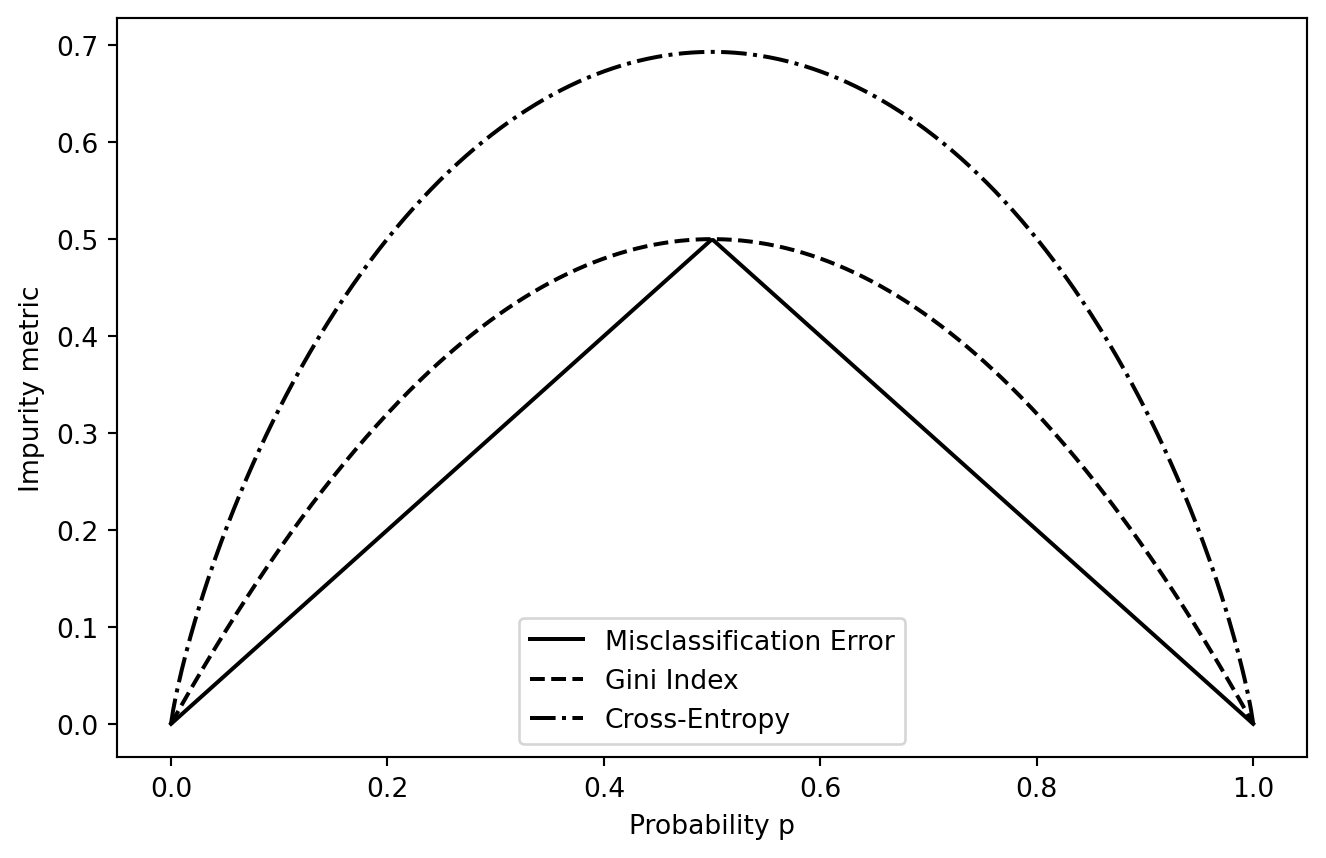 0.7
0.6
0.5
0.4
0.3
0.2
0.1
0.0
Impurity metric
Misclassification Error
Gini Index
Cross-Entropy
0.0 0.2 0.4 0.6 0.8 1.0
Probability p